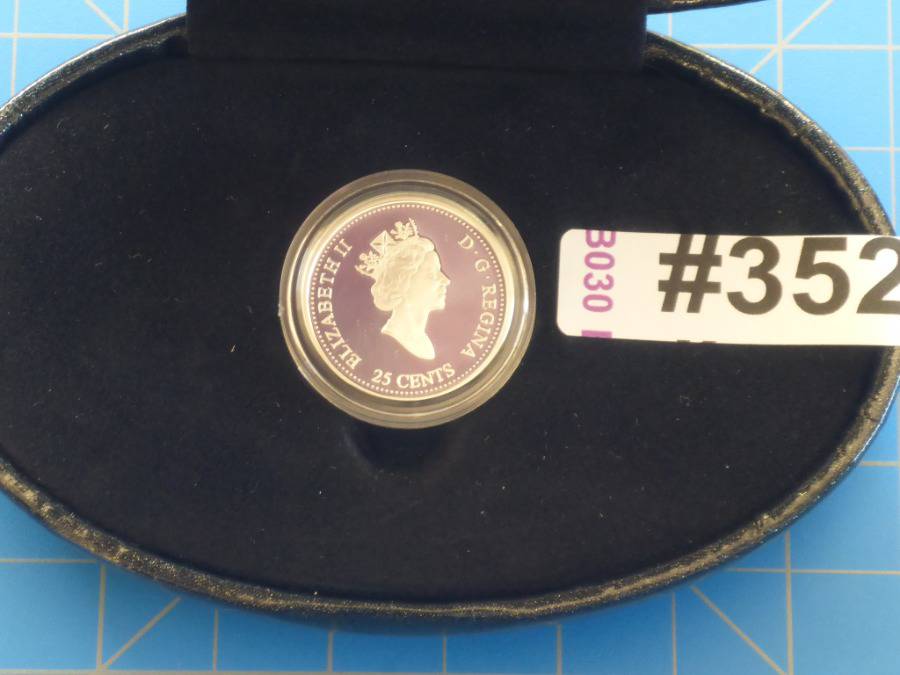 ELIZABETH II D·G·REGINA
25 CENTS
B030
#352